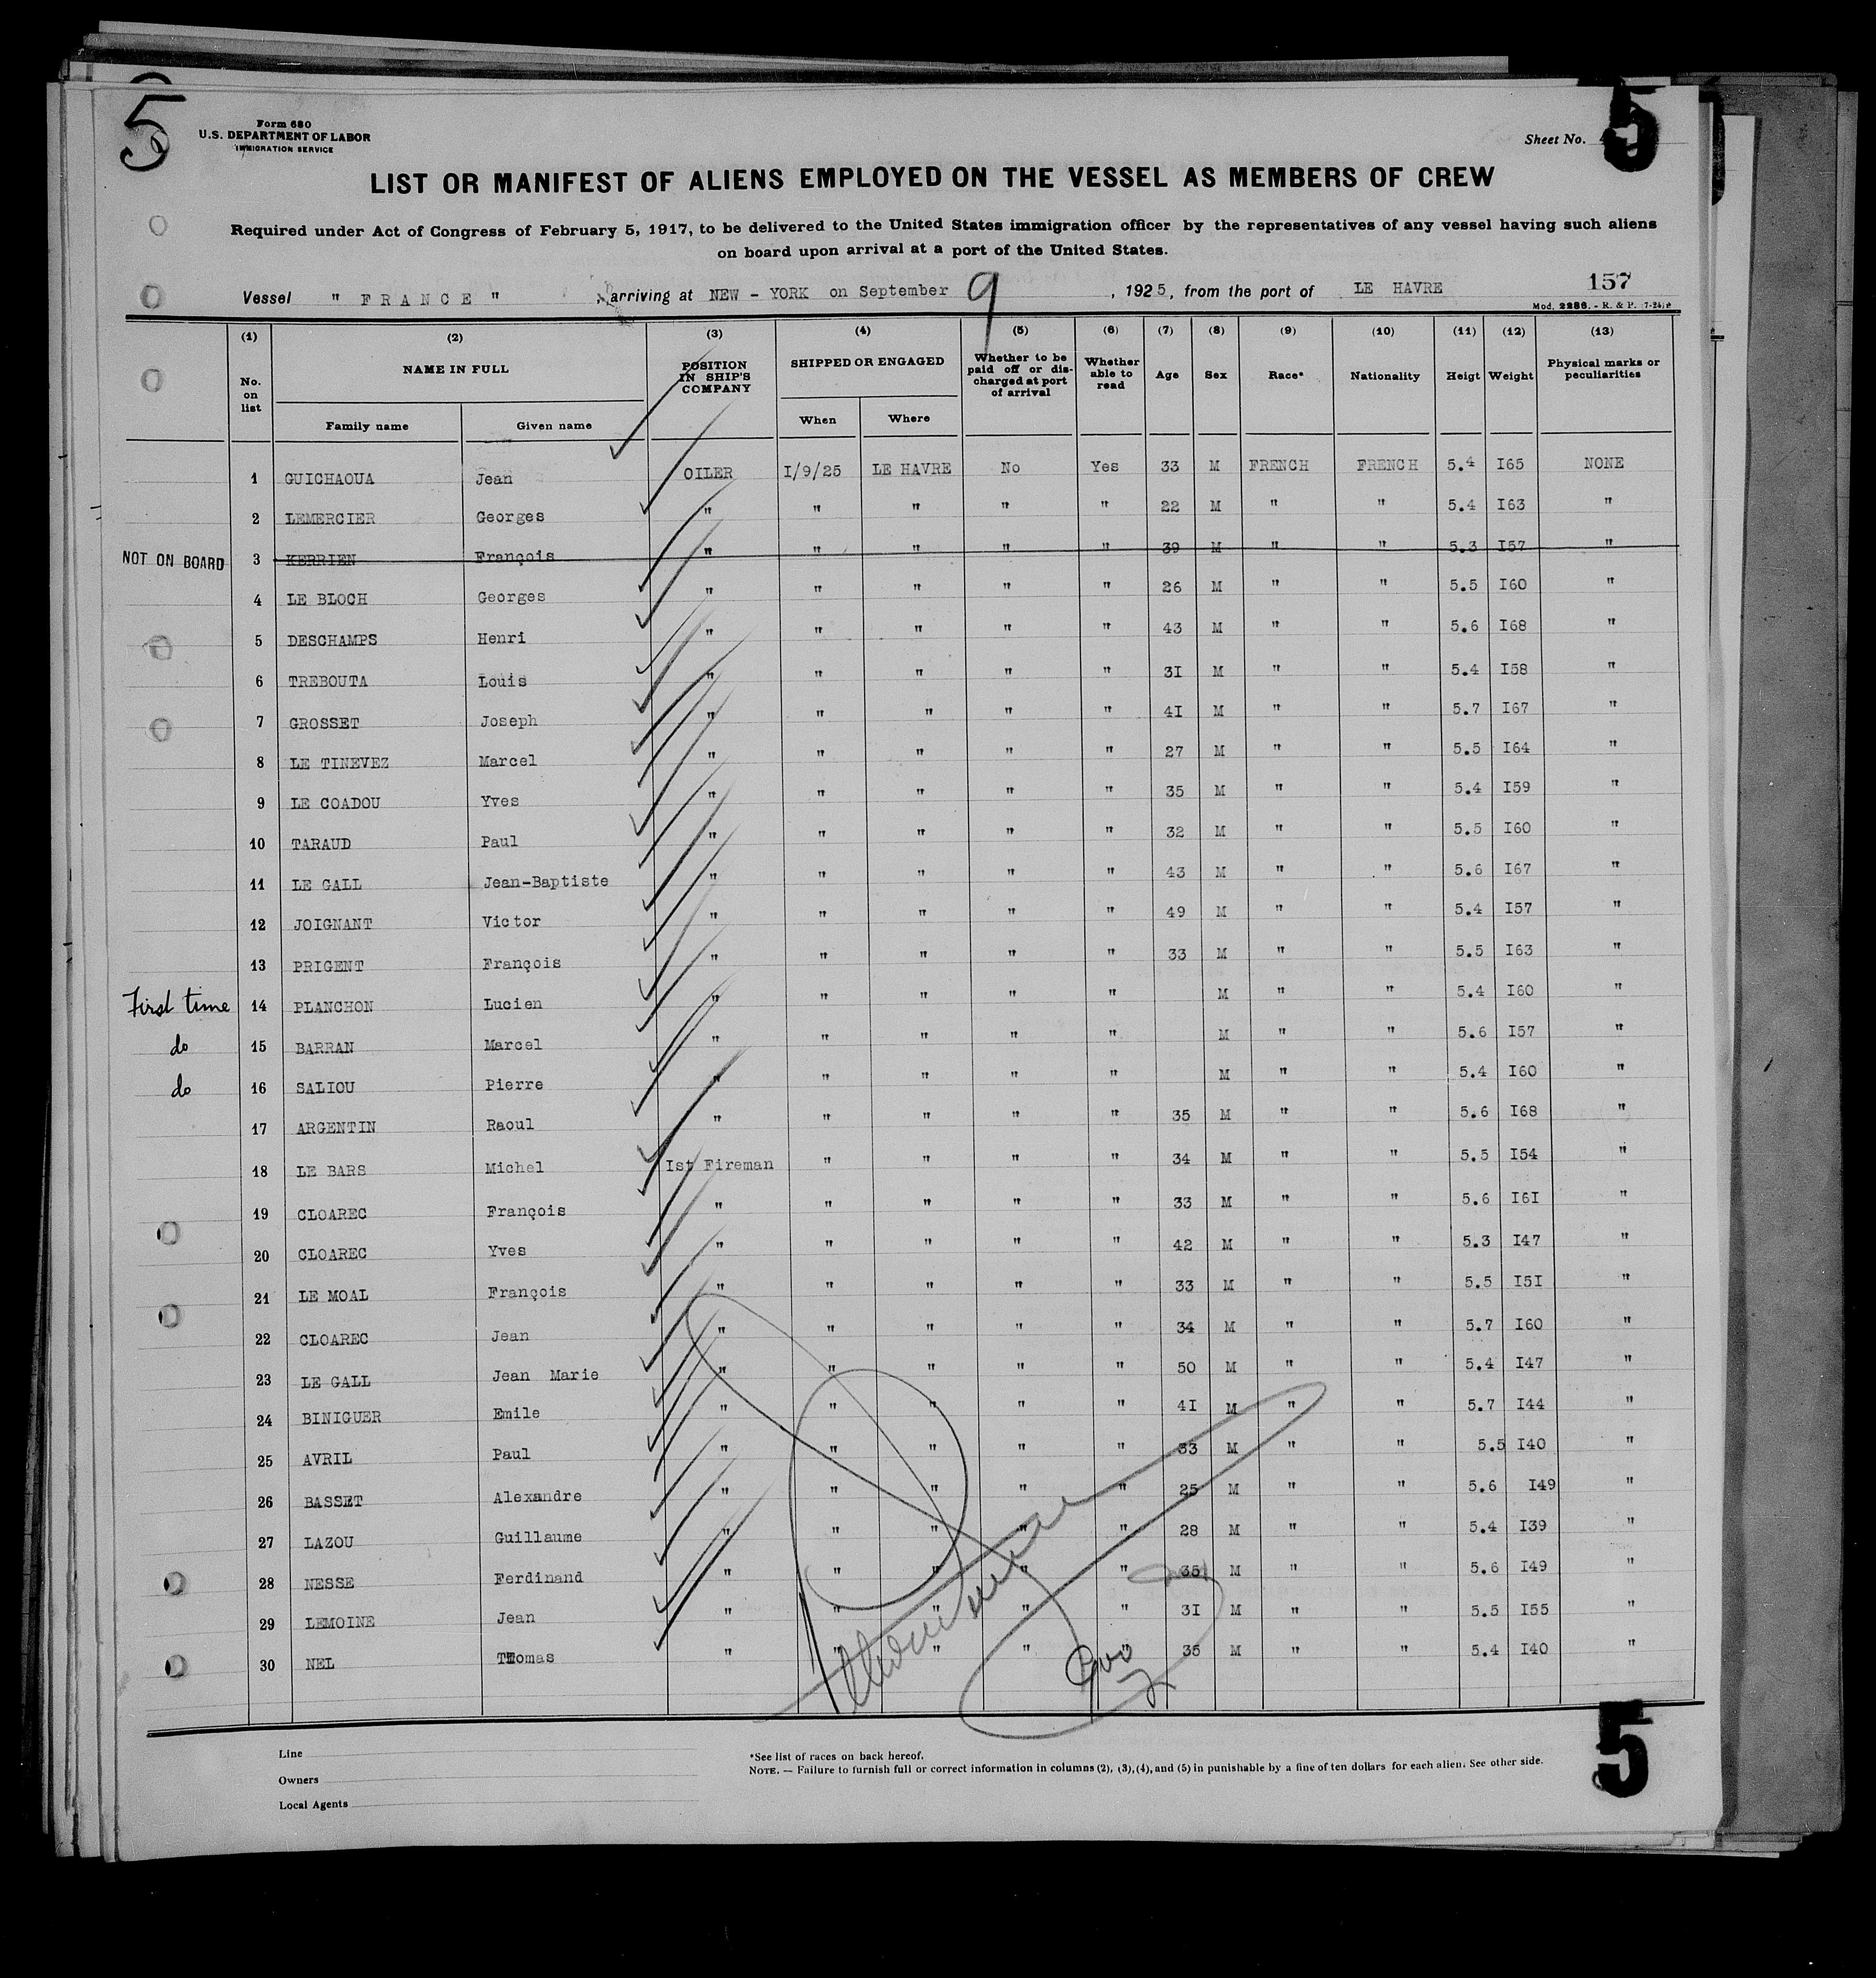 5
Form 680
U.S. DEPARTMENT OF LABOR
IMMIGRATION SERVICE
Sheet No. 5
LIST OR MANIFEST OF ALIENS EMPLOYED ON THE VESSEL AS MEMBERS OF CREW
Required under Act of Congress of February 5, 1917, to be delivered to the United States immigration officer by the representatives of any vessel having such aliens
on board upon arrival at a port of the United States.
157
Vessel " FRANCE " , arriving at NEW - YORK on September 9 , 1925, from the port of LE HAVRE
Mod. 2286. - R. & P. 7-24
(1) (2) (3) (4) (5) (6) (7) (8) (9) (10) (11) (12) (13)
No. on list NAME IN FULL POSITION IN SHIP'S COMPANY SHIPPED OR ENGAGED Whether to be paid off or discharged at port of arrival Whether able to read Age Sex Race* Nationality Heigt Weight Physical marks or peculiarities
Family name Given name When Where
1 GUICHAOUA Jean OILER I/9/25 LE HAVRE No Yes 33 M FRENCH FRENCH 5.4 I65 NONE
2 LEMERCIER Georges " " " " " 22 M " " 5.4 I63 "
NOT ON BOARD 3 KERRIEN François " " " " " 39 M " " 5.3 I57 "
4 LE BLOCH Georges " " " " " 26 M " " 5.5 I60 "
5 DESCHAMPS Henri " " " " " 43 M " " 5.6 I68 "
6 TREBOUTA Louis " " " " " 3I M " " 5.4 I58 "
7 GROSSET Joseph " " " " " 4I M " " 5.7 I67 "
8 LE TINEVEZ Marcel " " " " " 27 M " " 5.5 I64 "
9 LE COADOU Yves " " " " " 35 M " " 5.4 I59 "
10 TARAUD Paul " " " " " 32 M " " 5.5 I60 "
11 LE GALL Jean-Baptiste " " " " " 43 M " " 5.6 I67 "
12 JOIGNANT Victor " " " " " 49 M " " 5.4 I57 "
13 PRIGENT François " " " " " 33 M " " 5.5 I63 "
First time 14 PLANCHON Lucien " " " " " M " " 5.4 I60 "
do 15 BARRAN Marcel " " " " " M " " 5.6 I57 "
do 16 SALIOU Pierre " " " " " M " " 5.4 I60 "
17 ARGENTIN Raoul " " " " " 35 M " " 5.6 I68 "
18 LE BARS Michel Ist Fireman " " " " 34 M " " 5.5 I54 "
19 CLOAREC François " " " " " 33 M " " 5.6 I6I "
20 CLOAREC Yves " " " " " 42 M " " 5.3 I47 "
21 LE MOAL François " " " " " 33 M " " 5.5 I5I "
22 CLOAREC Jean " " " " " 34 M " " 5.7 I60 "
23 LE GALL Jean Marie " " " " " 50 M " " 5.4 I47 "
24 BINIGUER Emile " " " " " 4I M " " 5.7 I44 "
25 AVRIL Paul " " " " " 33 M " " 5.5 I40 "
26 BASSET Alexandre " " " " " 25 M " " 5.6 I49 "
27 LAZOU Guillaume " " " " " 28 M " " 5.4 I39 "
28 NESSE Ferdinand " " " " " 35 M " " 5.6 I49 "
29 LEMOINE Jean " " " " " 3I M " " 5.5 I55 "
30 NEL Thomas " " " " " 35 M " " 5.4 I40 "
Line
Owners
Local Agents
*See list of races on back hereof.
NOTE. — Failure to furnish full or correct information in columns (2), (3), (4), and (5) in punishable by a fine of ten dollars for each alien. See other side.
5